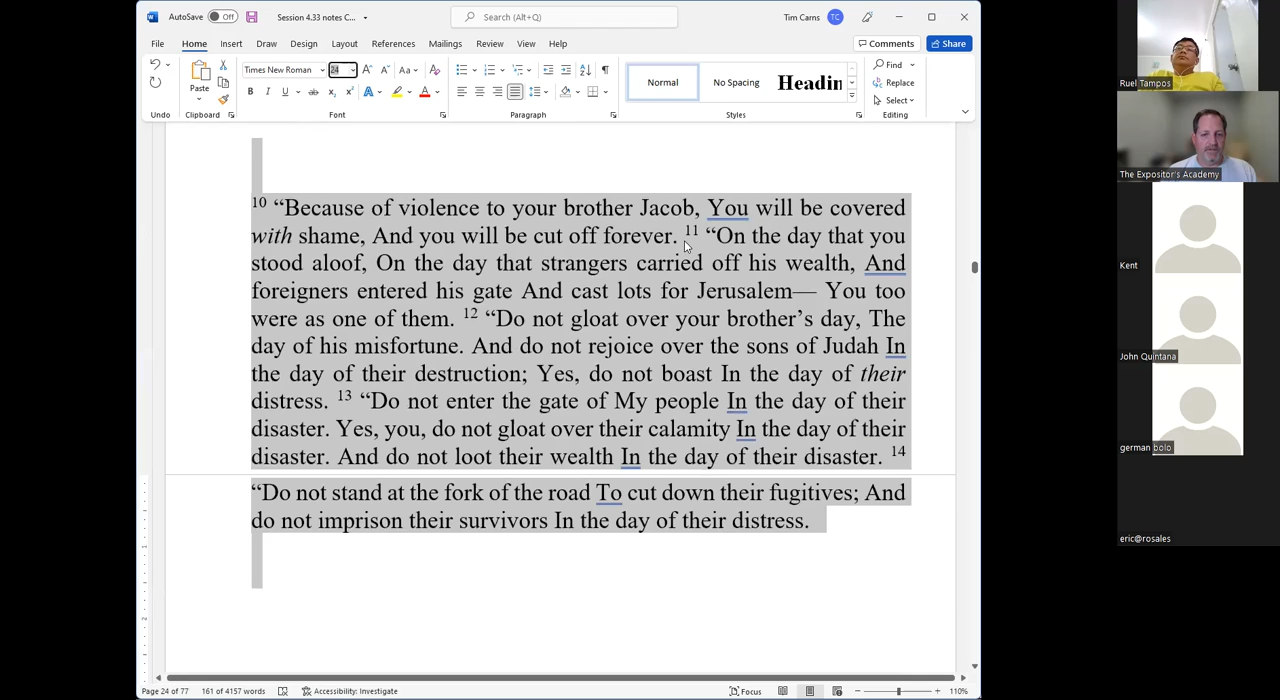 AutoSave Off Session 4.33 notes C... Search (Alt+Q) Tim Carns TC
File Home Insert Draw Design Layout References Mailings Review View Help Comments Share
Times New Roman 24 Aa Normal No Spacing Headin Find
Paste Replace
Select
Undo Clipboard Font Paragraph Styles Editing
10 “Because of violence to your brother Jacob, You will be covered
with shame, And you will be cut off forever. 11 “On the day that you
stood aloof, On the day that strangers carried off his wealth, And
foreigners entered his gate And cast lots for Jerusalem— You too
were as one of them. 12 “Do not gloat over your brother’s day, The
day of his misfortune. And do not rejoice over the sons of Judah In
the day of their destruction; Yes, do not boast In the day of their
distress. 13 “Do not enter the gate of My people In the day of their
disaster. Yes, you, do not gloat over their calamity In the day of their
disaster. And do not loot their wealth In the day of their disaster. 14
“Do not stand at the fork of the road To cut down their fugitives; And
do not imprison their survivors In the day of their distress.
Page 24 of 77 161 of 4157 words Accessibility: Investigate Focus 110%
Ruel Tampos
The Expositor's Academy
Kent
John Quintana
german bolo
eric@rosales